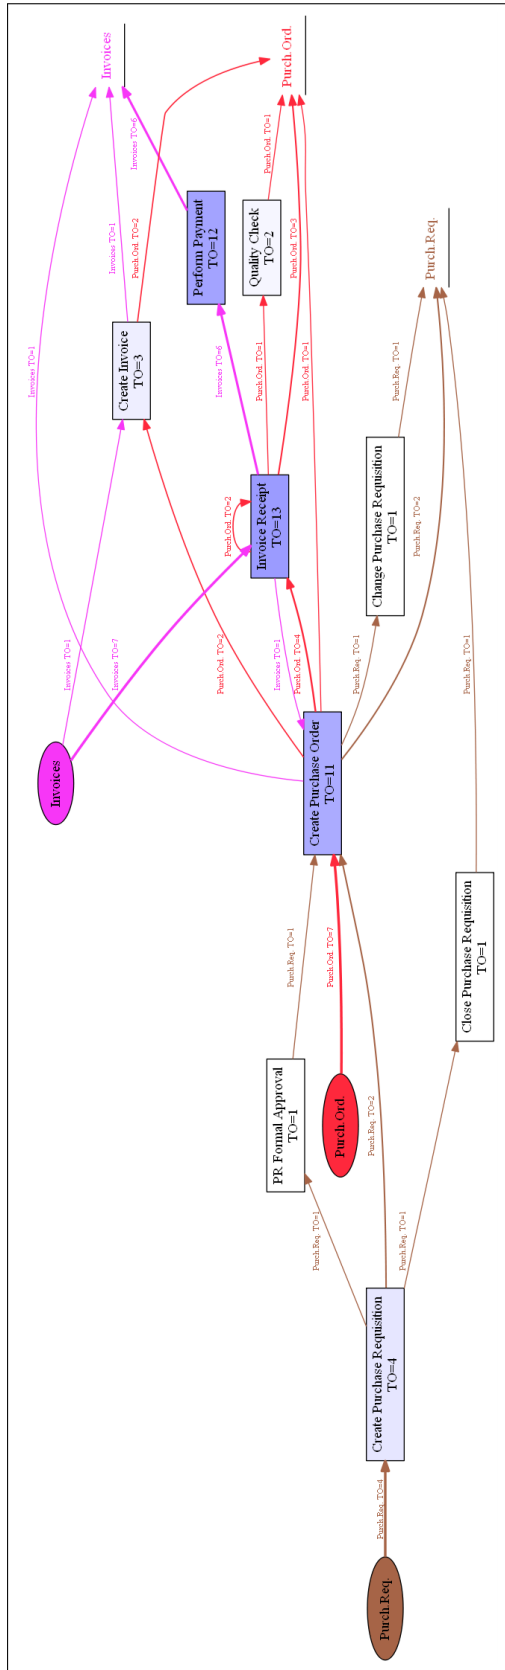 Invoices
Purch.Ord.
Invoices TO=6
Invoices TO=1
Purch.Ord. TO=2
Purch.Ord. TO=1
Perform Payment
TO=12
Quality Check
TO=2
Purch.Ord. TO=3
Purch.Req.
Invoices TO=1
Create Invoice
TO=3
Invoices TO=6
Purch.Ord. TO=1
Purch.Ord. TO=1
Purch.Req. TO=1
Purch.Ord. TO=2
Invoice Receipt
TO=13
Change Purchase Requisition
TO=1
Purch.Req. TO=2
Invoices TO=1
Invoices TO=7
Purch.Ord. TO=2
Invoices TO=1
Purch.Ord. TO=4
Purch.Req. TO=1
Purch.Req. TO=1
Invoices
Create Purchase Order
TO=11
Purch.Req. TO=1
Purch.Ord. TO=7
Close Purchase Requisition
TO=1
PR Formal Approval
TO=1
Purch.Ord.
Purch.Req. TO=2
Purch.Req. TO=1
Purch.Req. TO=1
Create Purchase Requisition
TO=4
Purch.Req. TO=4
Purch.Req.